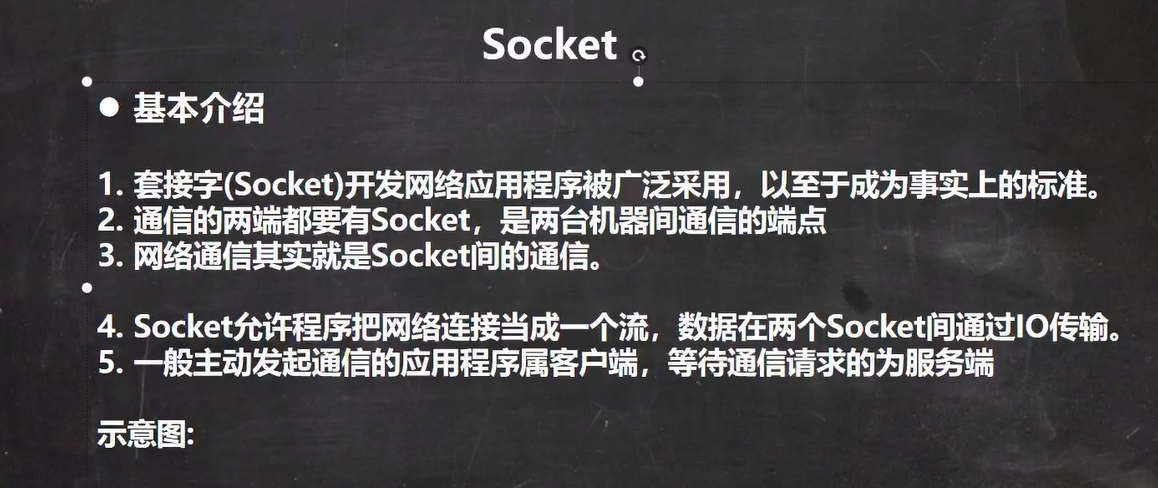 Socket
● 基本介绍
1. 套接字(Socket)开发网络应用程序被广泛采用，以至于成为事实上的标准。
2. 通信的两端都要有Socket，是两台机器间通信的端点
3. 网络通信其实就是Socket间的通信。
4. Socket允许程序把网络连接当成一个流，数据在两个Socket间通过IO传输。
5. 一般主动发起通信的应用程序属客户端，等待通信请求的为服务端
示意图: